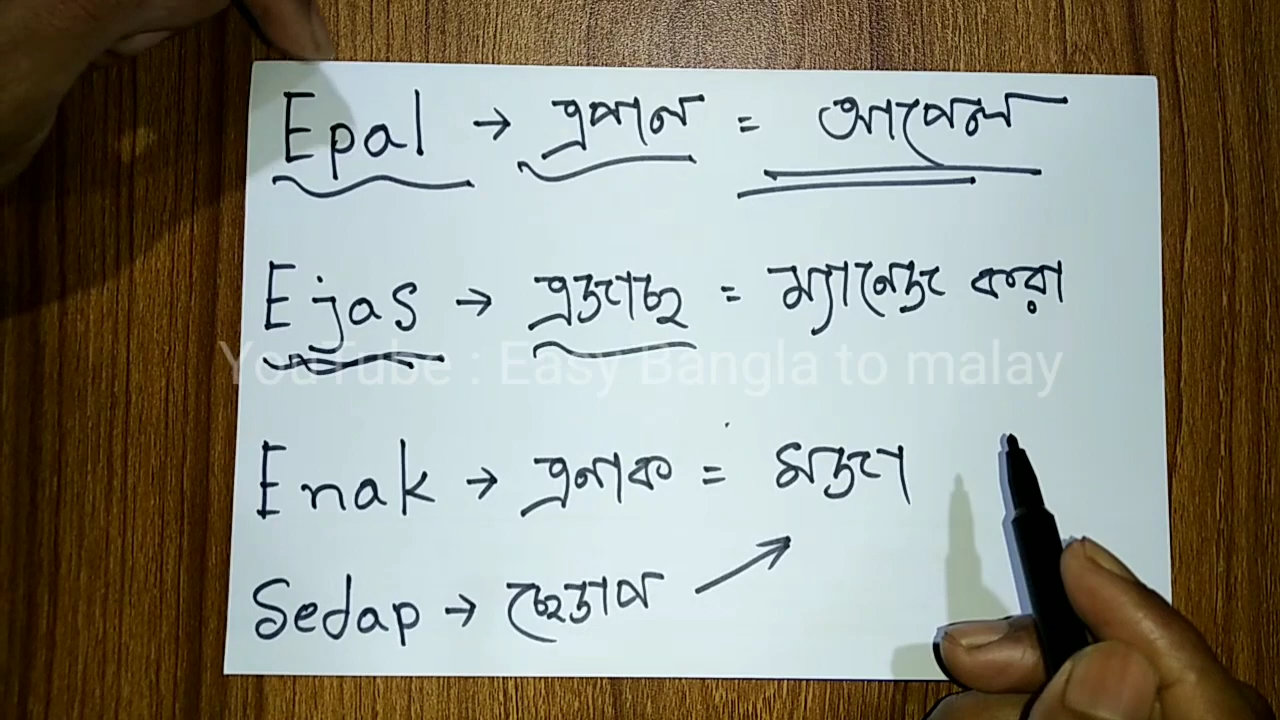 Epal → এপাল = আপেল
Ejas → এজাছ = ম্যানেজ করা
YouTube : Easy Bangla to malay
Enak → এনাক = মজা
Sedap → ছেডাপ ↗